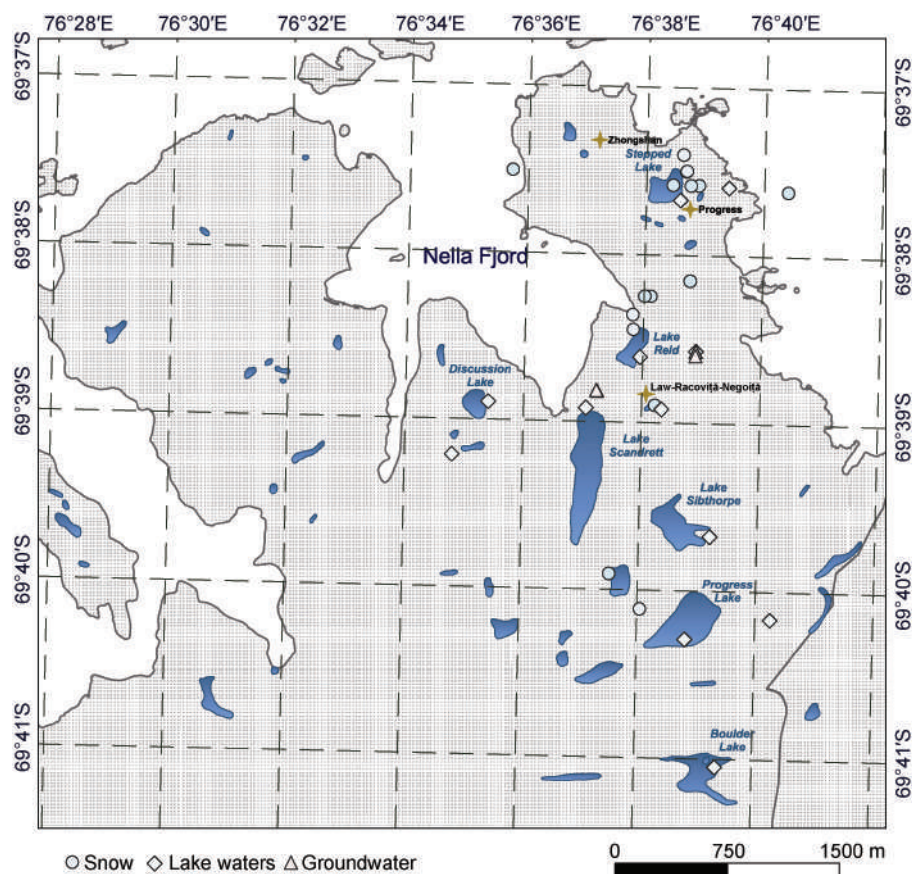 76°28'E 76°30'E 76°32'E 76°34'E 76°36'E 76°38'E 76°40'E
69°37'S
69°37'S
Zhongshan
Stepped
Lake
Progress
69°38'S
69°38'S
Nella Fjord
Lake
Reid
Discussion
Lake
Law-Racoviță-Negoiță
69°39'S
69°39'S
Lake
Scandrett
Lake
Sibthorpe
69°40'S
69°40'S
Progress
Lake
69°41'S
69°41'S
Boulder
Lake
Snow Lake waters Groundwater
0 750 1500 m